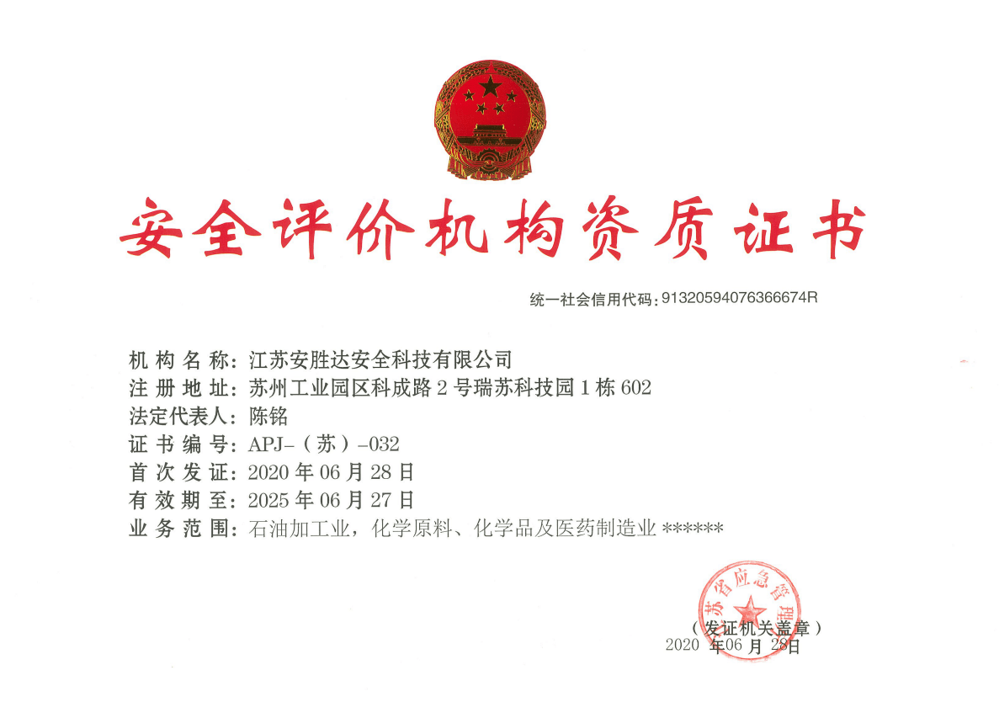 安全评价机构资质证书
统一社会信用代码:91320594076366674R
机构名称：江苏安胜达安全科技有限公司
注册地址：苏州工业园区科成路2号瑞苏科技园1栋602
法定代表人：陈铭
证书编号：APJ-（苏）-032
首次发证：2020年06月28日
有效期至：2025年06月27日
业务范围：石油加工业，化学原料、化学品及医药制造业******
江苏省应急管理厅
（发证机关盖章）
2020 年06 月 28日